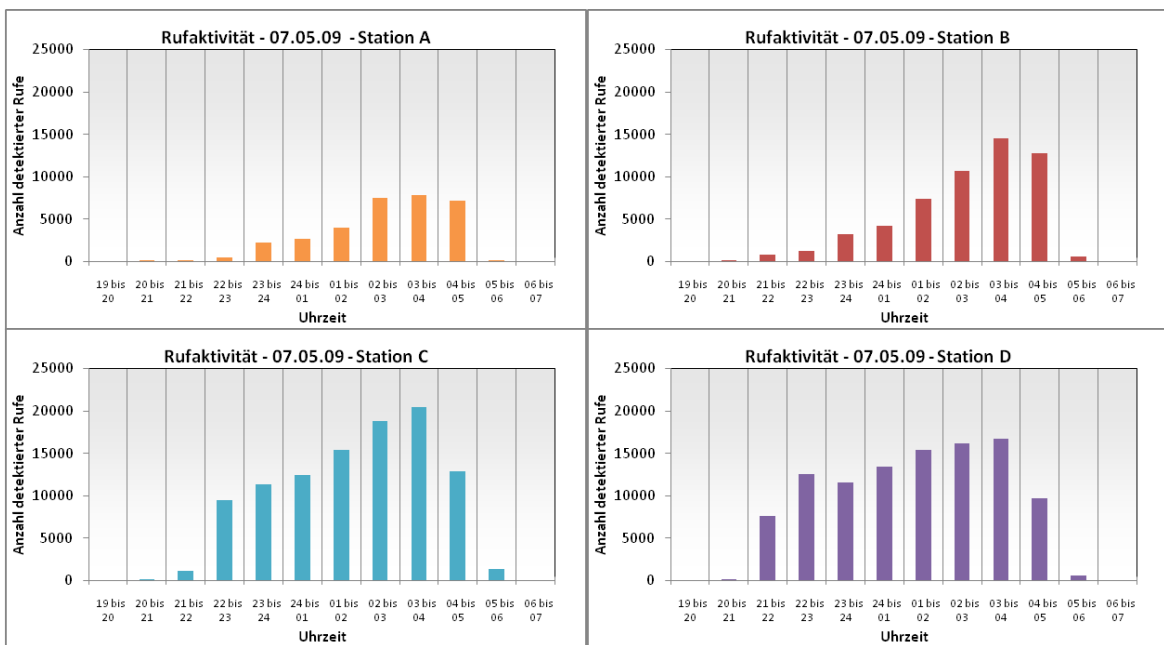 Rufaktivität - 07.05.09 - Station A
Anzahl detektierter Rufe
25000
20000
15000
10000
5000
0
19 bis 20 bis 21 bis 22 bis 23 bis 24 bis 01 bis 02 bis 03 bis 04 bis 05 bis 06 bis
20 21 22 23 24 01 02 03 04 05 06 07
Uhrzeit
Rufaktivität - 07.05.09 - Station B
Anzahl detektierter Rufe
25000
20000
15000
10000
5000
0
19 bis 20 bis 21 bis 22 bis 23 bis 24 bis 01 bis 02 bis 03 bis 04 bis 05 bis 06 bis
20 21 22 23 24 01 02 03 04 05 06 07
Uhrzeit
Rufaktivität - 07.05.09 - Station C
Anzahl detektierter Rufe
25000
20000
15000
10000
5000
0
19 bis 20 bis 21 bis 22 bis 23 bis 24 bis 01 bis 02 bis 03 bis 04 bis 05 bis 06 bis
20 21 22 23 24 01 02 03 04 05 06 07
Uhrzeit
Rufaktivität - 07.05.09 - Station D
Anzahl detektierter Rufe
25000
20000
15000
10000
5000
0
19 bis 20 bis 21 bis 22 bis 23 bis 24 bis 01 bis 02 bis 03 bis 04 bis 05 bis 06 bis
20 21 22 23 24 01 02 03 04 05 06 07
Uhrzeit